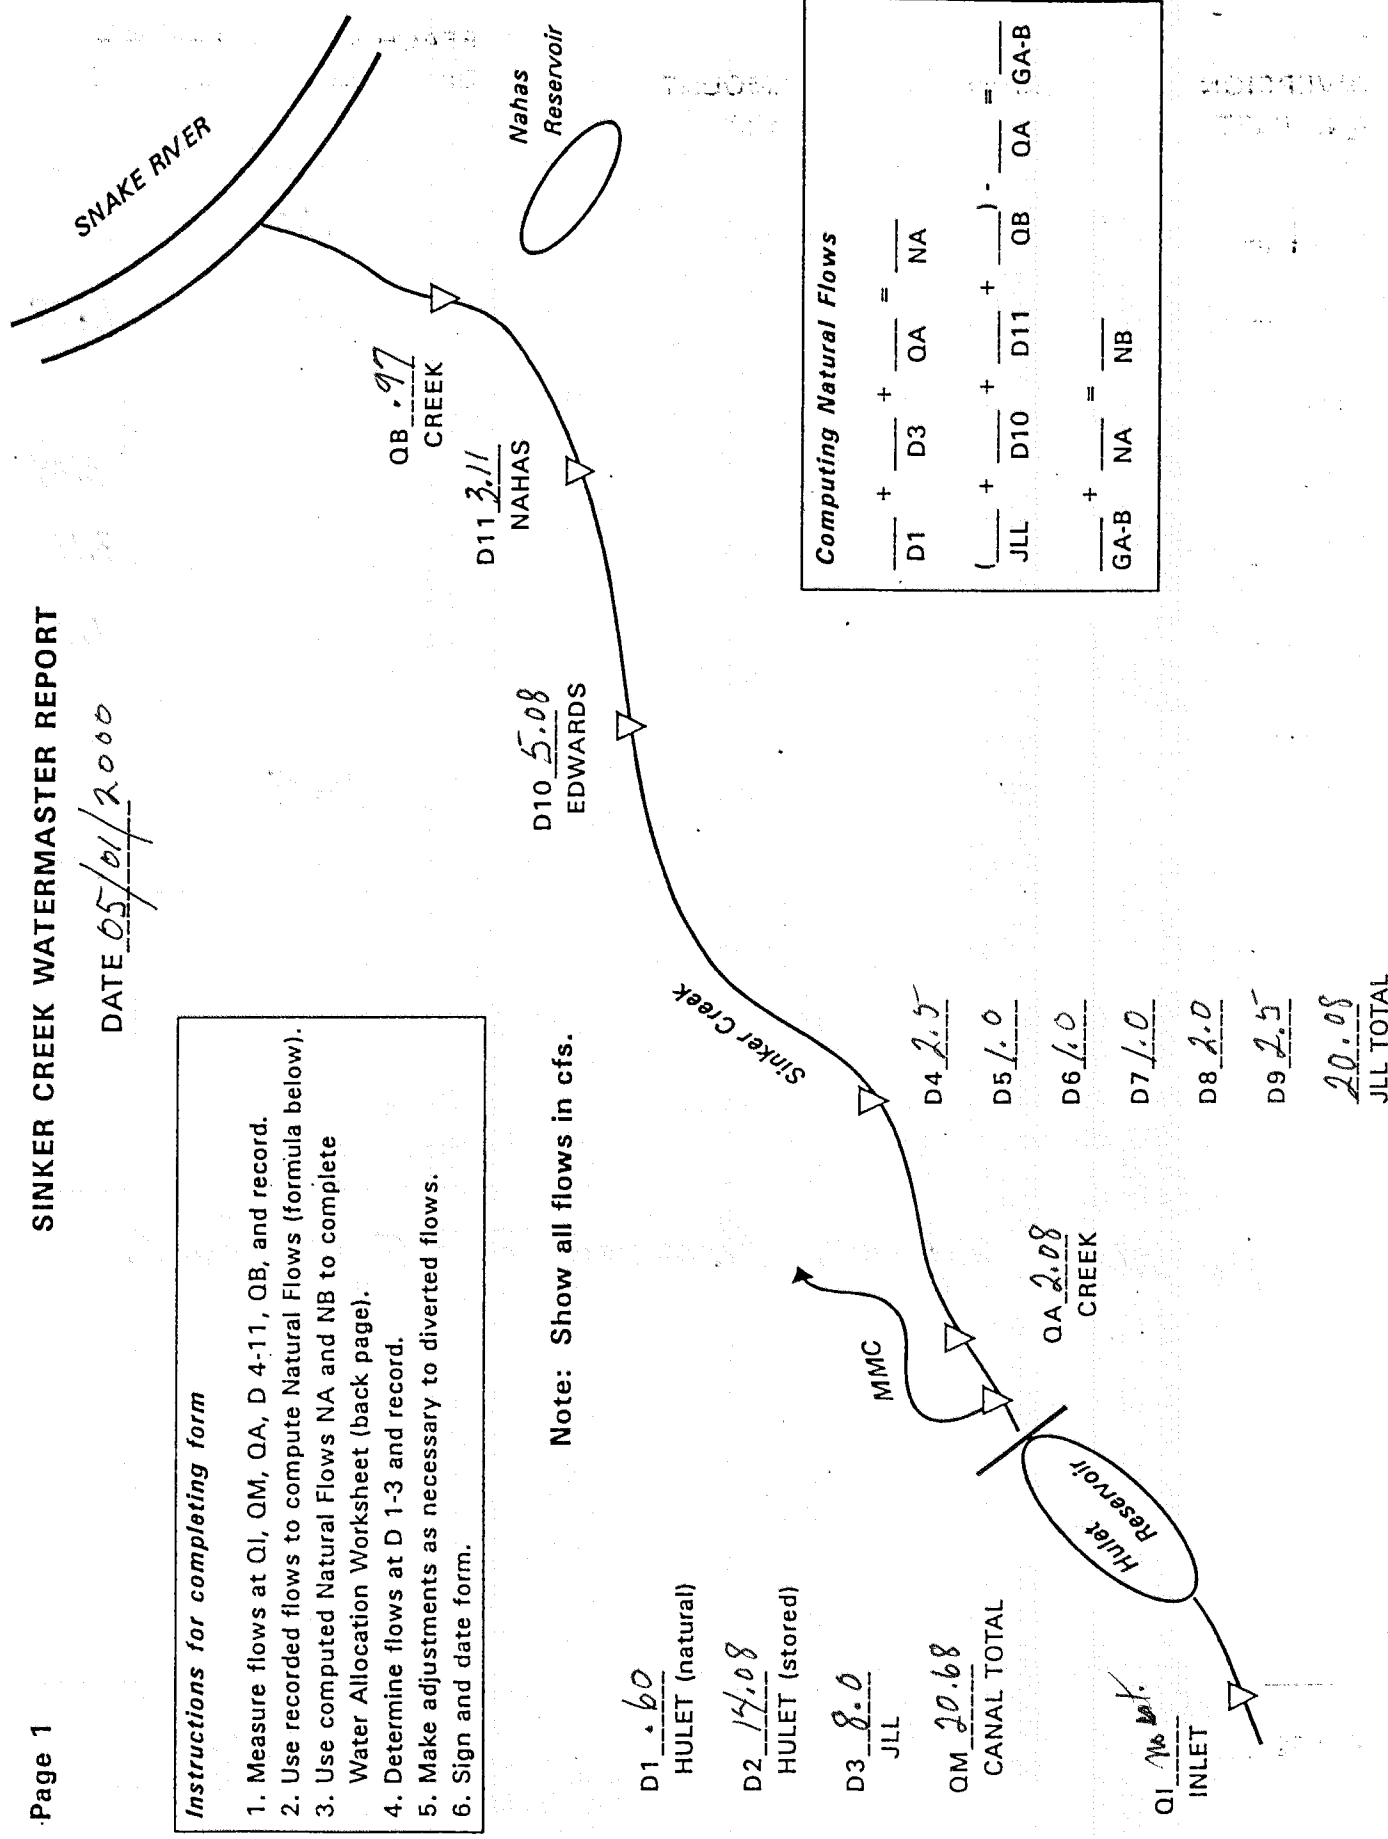 Page 1
SINKER CREEK WATERMASTER REPORT
DATE 05/01/2000
Instructions for completing form
1. Measure flows at QI, QM, QA, D 4-11, QB, and record.
2. Use recorded flows to compute Natural Flows (formula below).
3. Use computed Natural Flows NA and NB to complete
Water Allocation Worksheet (back page).
4. Determine flows at D 1-3 and record.
5. Make adjustments as necessary to diverted flows.
6. Sign and date form.
Note: Show all flows in cfs.
SNAKE RIVER
Nahas
Reservoir
QB .97
CREEK
D11 3.11
NAHAS
D10 5.08
EDWARDS
Sinker Creek
MMC
Hulet
Reservoir
D1 .60
HULET (natural)
D2 14.08
HULET (stored)
D3 8.0
JLL
QM 20.68
CANAL TOTAL
QI
INLET
QA 2.08
CREEK
D4 2.5
D5 1.0
D6 1.0
D7 1.0
D8 2.0
D9 2.5
20.08
JLL TOTAL
Computing Natural Flows
+ + =
D1 D3 QA NA
( + + + ) - =
JLL D10 D11 QB QA GA-B
+ =
GA-B NA NB